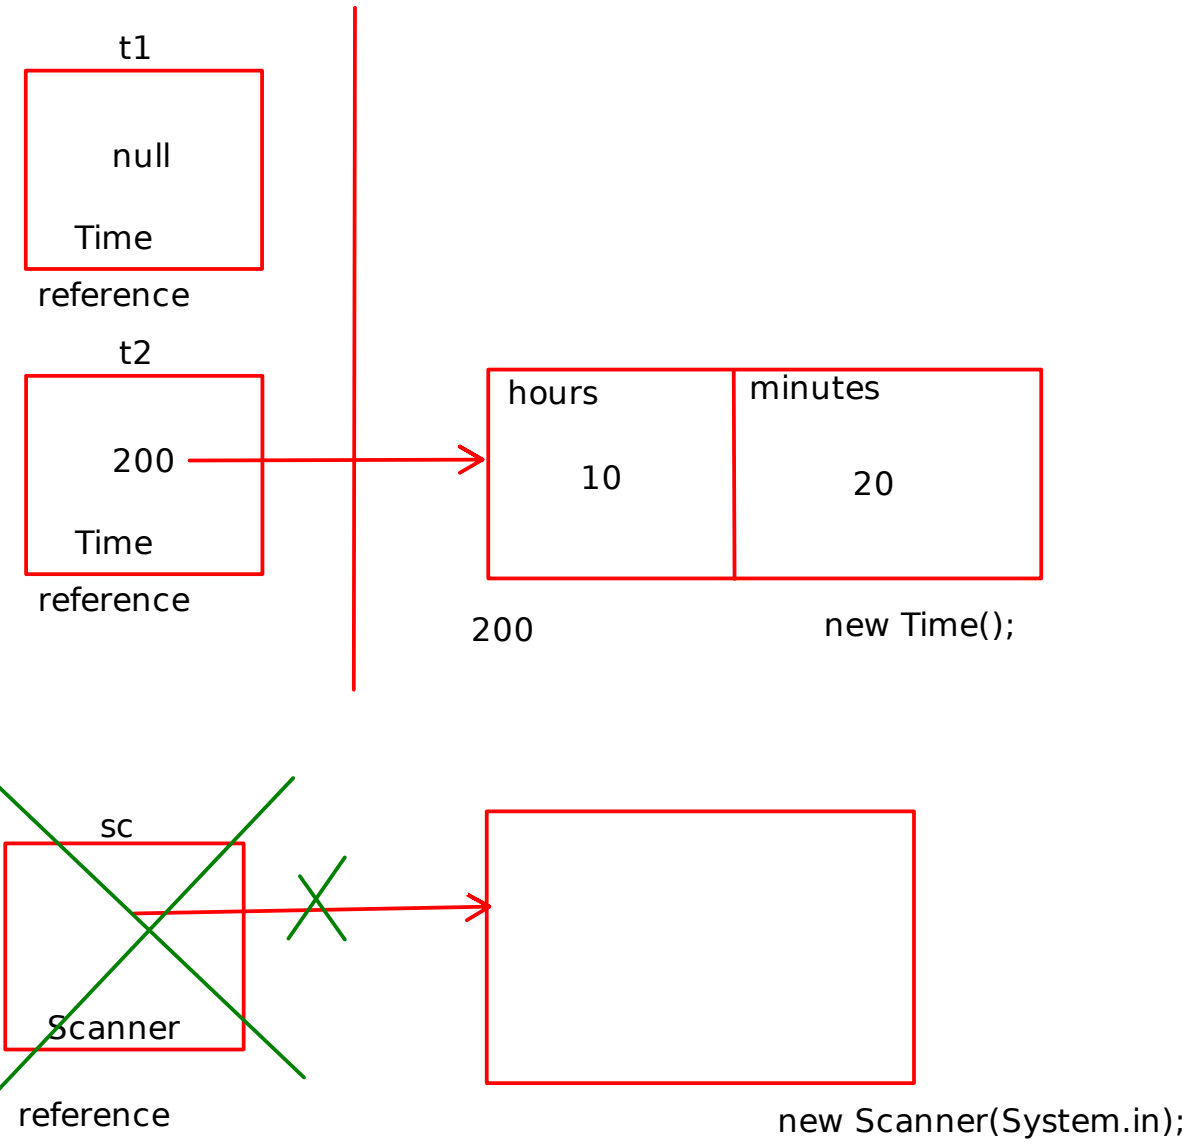 t1
null
Time
reference
t2
200
Time
reference
hours
minutes
10
20
200
new Time();
sc
Scanner
reference
new Scanner(System.in);